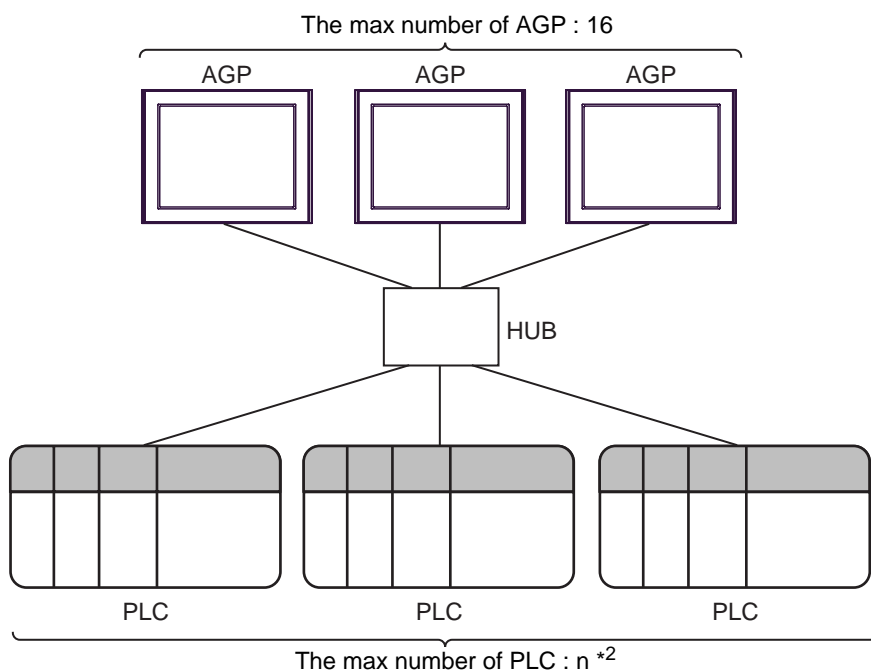 The max number of AGP : 16
AGP AGP AGP
HUB
PLC PLC PLC
The max number of PLC : n *2